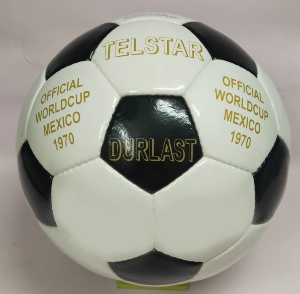 TELSTAR
OFFICIAL
WORLDCUP
MEXICO
1970
DURLAST
OFFICIAL
WORLDCUP
MEXICO
1970